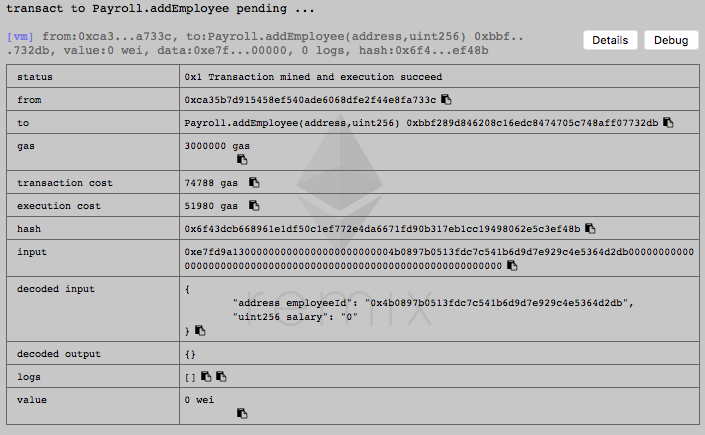 transact to Payroll.addEmployee pending ...
[vm] from:0xca3...a733c, to:Payroll.addEmployee(address,uint256) 0xbbf..
.732db, value:0 wei, data:0xe7f...00000, 0 logs, hash:0x6f4...ef48b
Details
Debug
status 0x1 Transaction mined and execution succeed
from 0xca35b7d915458ef540ade6068dfe2f44e8fa733c
to Payroll.addEmployee(address,uint256) 0xbbf289d846208c16edc8474705c748aff07732db
gas 3000000 gas
transaction cost 74788 gas
execution cost 51980 gas
hash 0x6f43dcb668961e1df50c1ef772e4da6671fd90b317eb1cc19498062e5c3ef48b
input 0xe7fd9a130000000000000000000000004b0897b0513fdc7c541b6d9d7e929c4e5364d2db00000000000
00000000000000000000000000000000000000000000000000000
decoded input {
"address employeeId": "0x4b0897b0513fdc7c541b6d9d7e929c4e5364d2db",
"uint256 salary": "0"
}
remix
decoded output {}
logs []
value 0 wei